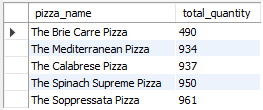 pizza_name total_quantity
The Brie Carre Pizza 490
The Mediterranean Pizza 934
The Calabrese Pizza 937
The Spinach Supreme Pizza 950
The Soppressata Pizza 961